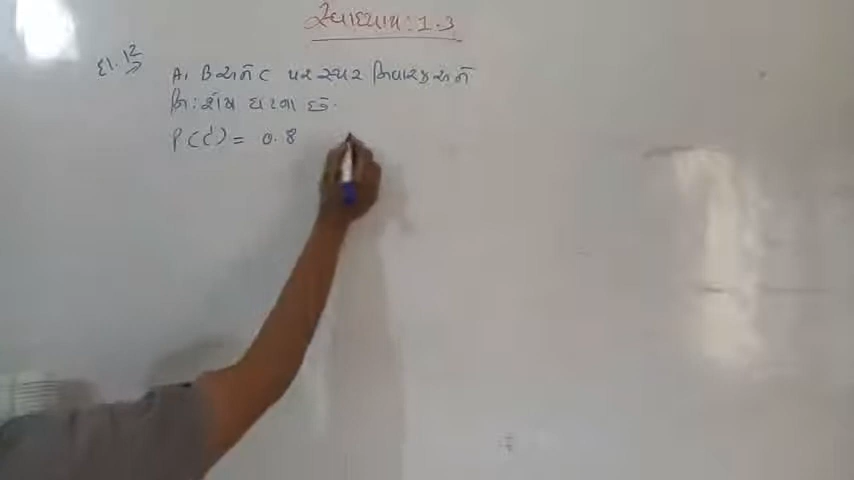 સ્વાધ્યાય: 1.3
દા.12 → A, B અને C પરસ્પર નિવારક અને
નિ:શેષ ઘટના છે.
P(C') = 0.8